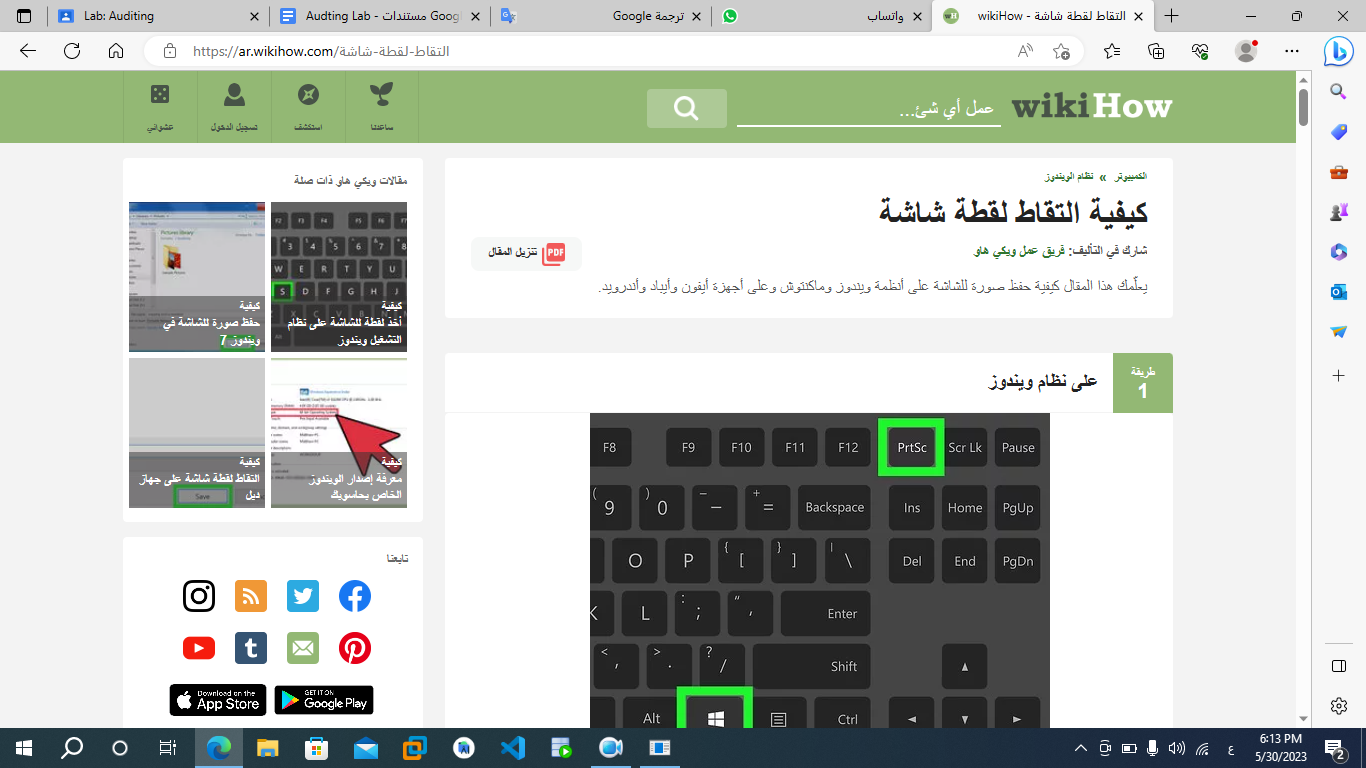 Lab: Auditing
Audting Lab - مستندات Google
ترجمة Google
واتساب
التقاط لقطة شاشة - wikiHow
https://ar.wikihow.com/التقاط-لقطة-شاشة
wikiHow
عمل أي شئ...
ساعدنا
استكشف
تسجيل الدخول
عشوائي
الكمبيوتر » نظام الويندوز
كيفية التقاط لقطة شاشة
شارك في التأليف: فريق عمل ويكي هاو
PDF تنزيل المقال
يعلّمك هذا المقال كيفية حفظ صورة للشاشة على أنظمة ويندوز وماكنتوش وعلى أجهزة آيفون وآيباد وأندرويد.
طريقة
1
على نظام ويندوز
F8 F9 F10 F11 F12 PrtSc Scr Lk Pause
( 9 ) 0 _ − + = Backspace Ins Home PgUp
O P { [ } ] | \ Del End PgDn
K L : ; " ' Enter
< , > . ? / Shift
Alt Ctrl
مقالات ويكي هاو ذات صلة
كيفية
أخذ لقطة للشاشة على نظام
التشغيل ويندوز
كيفية
حفظ صورة للشاشة في
ويندوز 7
كيفية
معرفة إصدار الويندوز
الخاص بحاسوبك
كيفية
التقاط لقطة شاشة على جهاز
ديل
Save
تابعنا
Download on the
App Store
GET IT ON
Google Play
ع
6:13 PM
5/30/2023
2